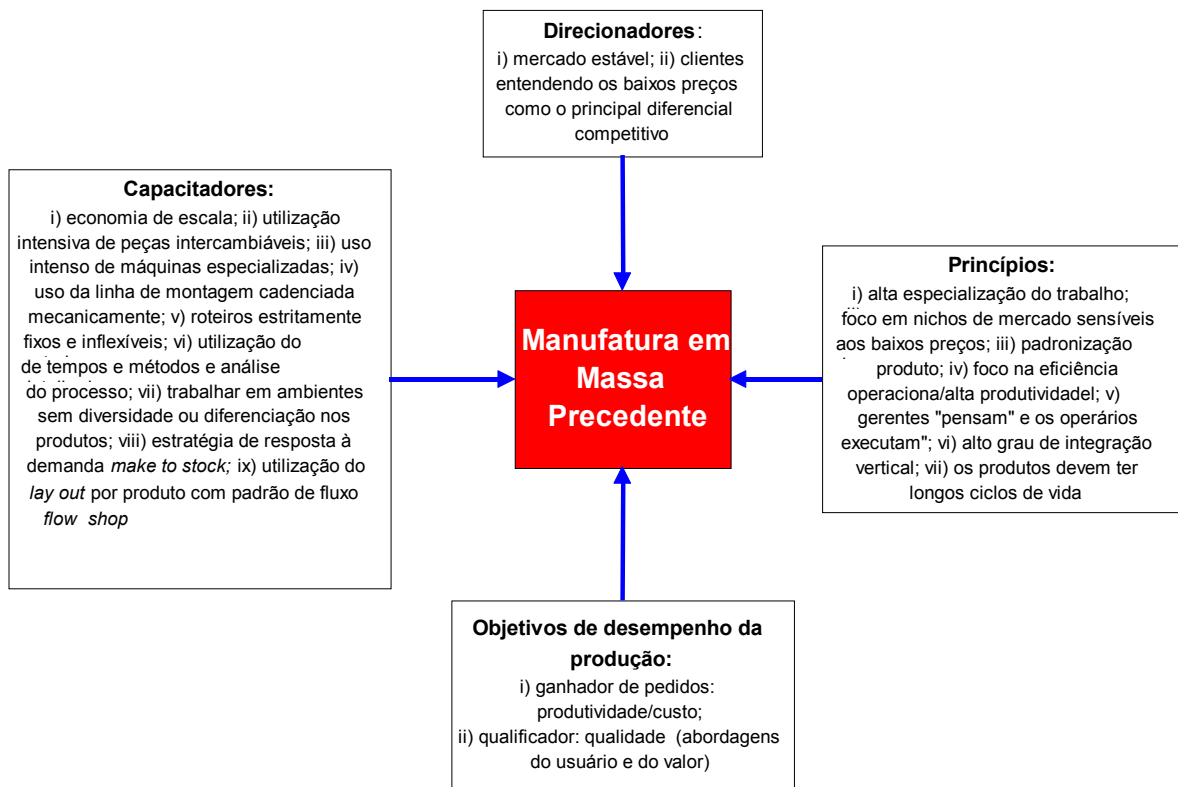 Direcionadores:
i) mercado estável; ii) clientes
entendendo os baixos preços
como o principal diferencial
competitivo
Capacitadores:
i) economia de escala; ii) utilização
intensiva de peças intercambiáveis; iii) uso
intenso de máquinas especializadas; iv)
uso da linha de montagem cadenciada
mecanicamente; v) roteiros estritamente
fixos e inflexíveis; vi) utilização do
de tempos e métodos e análise
do processo; vii) trabalhar em ambientes
sem diversidade ou diferenciação nos
produtos; viii) estratégia de resposta à
demanda make to stock; ix) utilização do
lay out por produto com padrão de fluxo
flow shop
Manufatura em
Massa
Precedente
Princípios:
i) alta especialização do trabalho;
foco em nichos de mercado sensíveis
aos baixos preços; iii) padronização
produto; iv) foco na eficiência
operaciona/alta produtividadel; v)
gerentes "pensam" e os operários
executam"; vi) alto grau de integração
vertical; vii) os produtos devem ter
longos ciclos de vida
Objetivos de desempenho da
produção:
i) ganhador de pedidos:
produtividade/custo;
ii) qualificador: qualidade (abordagens
do usuário e do valor)